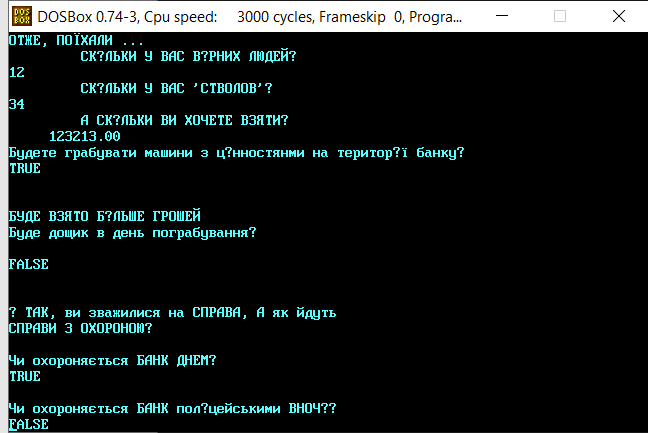 DOS BOX
DOSBox 0.74-3, Cpu speed: 3000 cycles, Frameskip 0, Progra...
ОТЖЕ, ПОЇХАЛИ ...
СК?ЛЬКИ У ВАС В?РНИХ ЛЮДЕЙ?
12
СК?ЛЬКИ У ВАС 'СТВОЛОВ'?
34
А СК?ЛЬКИ ВИ ХОЧЕТЕ ВЗЯТИ?
123213.00
Будете грабувати машини з ц?нностянми на територ?ї банку?
TRUE
БУДЕ ВЗЯТО Б?ЛЬШЕ ГРОШЕЙ
Буде дощик в день пограбування?
FALSE
? ТАК, ви зважилися на СПРАВА, А як йдуть
СПРАВИ З ОХОРОНОЮ?
Чи охороняється БАНК ДНЕМ?
TRUE
Чи охороняється БАНК пол?цейськими ВНОЧ??
FALSE